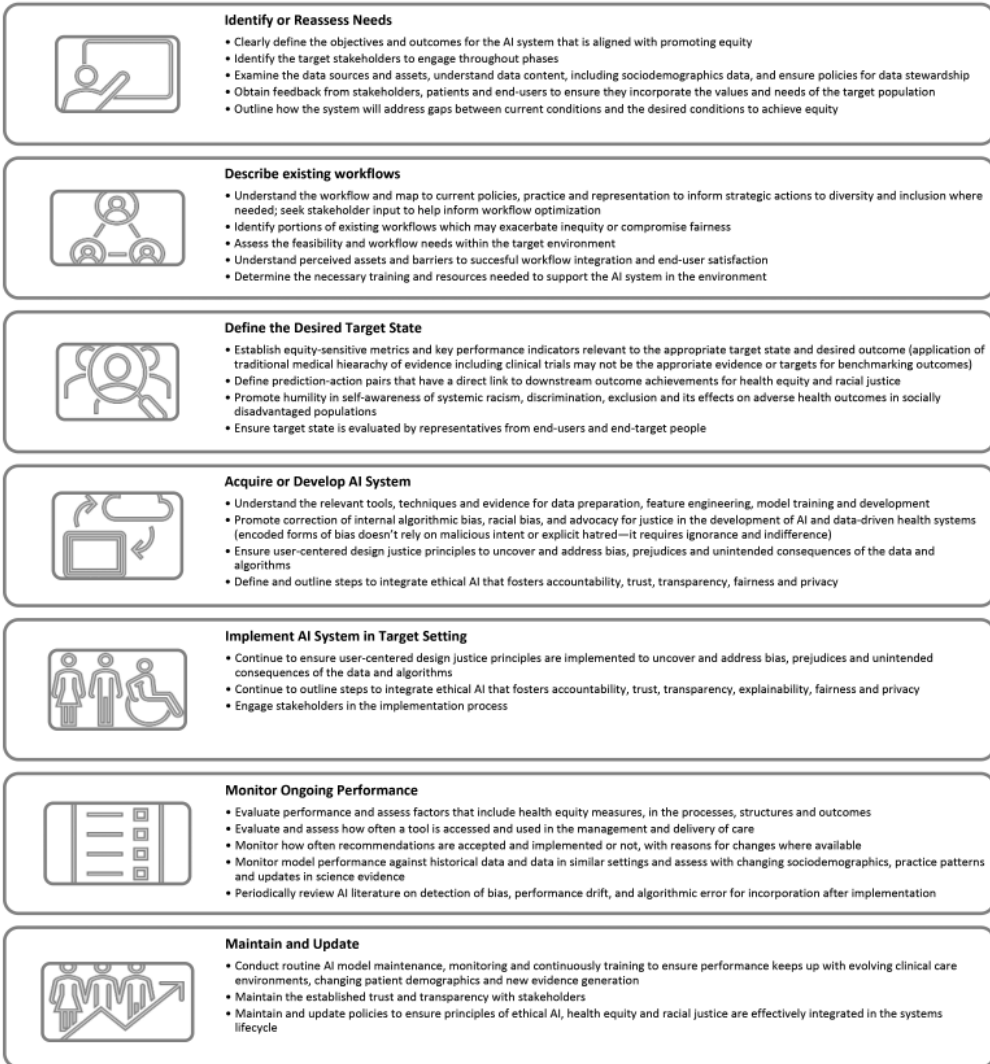 Identify or Reassess Needs
• Clearly define the objectives and outcomes for the AI system that is aligned with promoting equity
• Identify the target stakeholders to engage throughout phases
• Examine the data sources and assets, understand data content, including sociodemographics data, and ensure policies for data stewardship
• Obtain feedback from stakeholders, patients and end-users to ensure they incorporate the values and needs of the target population
• Outline how the system will address gaps between current conditions and the desired conditions to achieve equity
Describe existing workflows
• Understand the workflow and map to current policies, practice and representation to inform strategic actions to diversity and inclusion where
needed; seek stakeholder input to help inform workflow optimization
• Identify portions of existing workflows which may exacerbate inequity or compromise fairness
• Assess the feasibility and workflow needs within the target environment
• Understand perceived assets and barriers to succesful workflow integration and end-user satisfaction
• Determine the necessary training and resources needed to support the AI system in the environment
Define the Desired Target State
• Establish equity-sensitive metrics and key performance indicators relevant to the appropriate target state and desired outcome (application of
traditional medical hiearachy of evidence including clinical trials may not be the approriate evidence or targets for benchmarking outcomes)
• Define prediction-action pairs that have a direct link to downstream outcome achievements for health equity and racial justice
• Promote humility in self-awareness of systemic racism, discrimination, exclusion and its effects on adverse health outcomes in socially
disadvantaged populations
• Ensure target state is evaluated by representatives from end-users and end-target people
Acquire or Develop AI System
• Understand the relevant tools, techniques and evidence for data preparation, feature engineering, model training and development
• Promote correction of internal algorithmic bias, racial bias, and advocacy for justice in the development of AI and data-driven health systems
(encoded forms of bias doesn't rely on malicious intent or explicit hatred—it requires ignorance and indifference)
• Ensure user-centered design justice principles to uncover and address bias, prejudices and unintended consequences of the data and
algorithms
• Define and outline steps to integrate ethical AI that fosters accountability, trust, transparency, fairness and privacy
Implement AI System in Target Setting
• Continue to ensure user-centered design justice principles are implemented to uncover and address bias, prejudices and unintended
consequences of the data and algorithms
• Continue to outline steps to integrate ethical AI that fosters accountability, trust, transparency, explainability, fairness and privacy
• Engage stakeholders in the implementation process
Monitor Ongoing Performance
• Evaluate performance and assess factors that include health equity measures, in the processes, structures and outcomes
• Evaluate and assess how often a tool is accessed and used in the management and delivery of care
• Monitor how often recommendations are accepted and implemented or not, with reasons for changes where available
• Monitor model performance against historical data and data in similar settings and assess with changing sociodemographics, practice patterns
and updates in science evidence
• Periodically review AI literature on detection of bias, performance drift, and algorithmic error for incorporation after implementation
Maintain and Update
• Conduct routine AI model maintenance, monitoring and continuously training to ensure performance keeps up with evolving clinical care
environments, changing patient demographics and new evidence generation
• Maintain the established trust and transparency with stakeholders
• Maintain and update policies to ensure principles of ethical AI, health equity and racial justice are effectively integrated in the systems
lifecycle